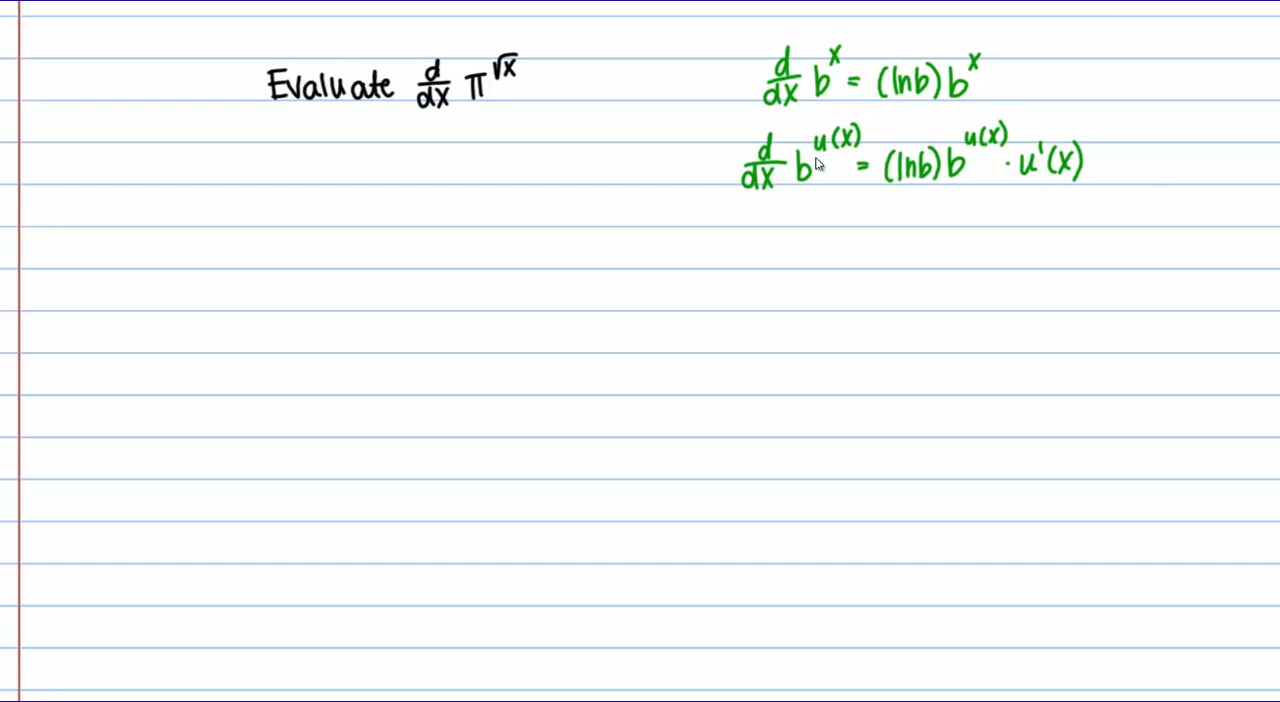 Evaluate d/dx π^√x
d/dx b^x = (ln b) b^x
d/dx b^u(x) = (ln b) b^u(x) · u'(x)